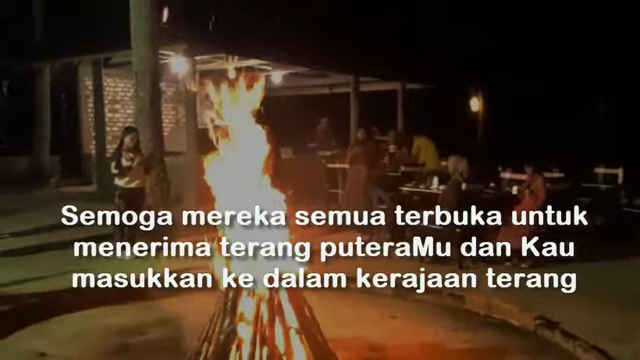 Semoga mereka semua terbuka untuk
menerima terang puteraMu dan Kau
masukkan ke dalam kerajaan terang